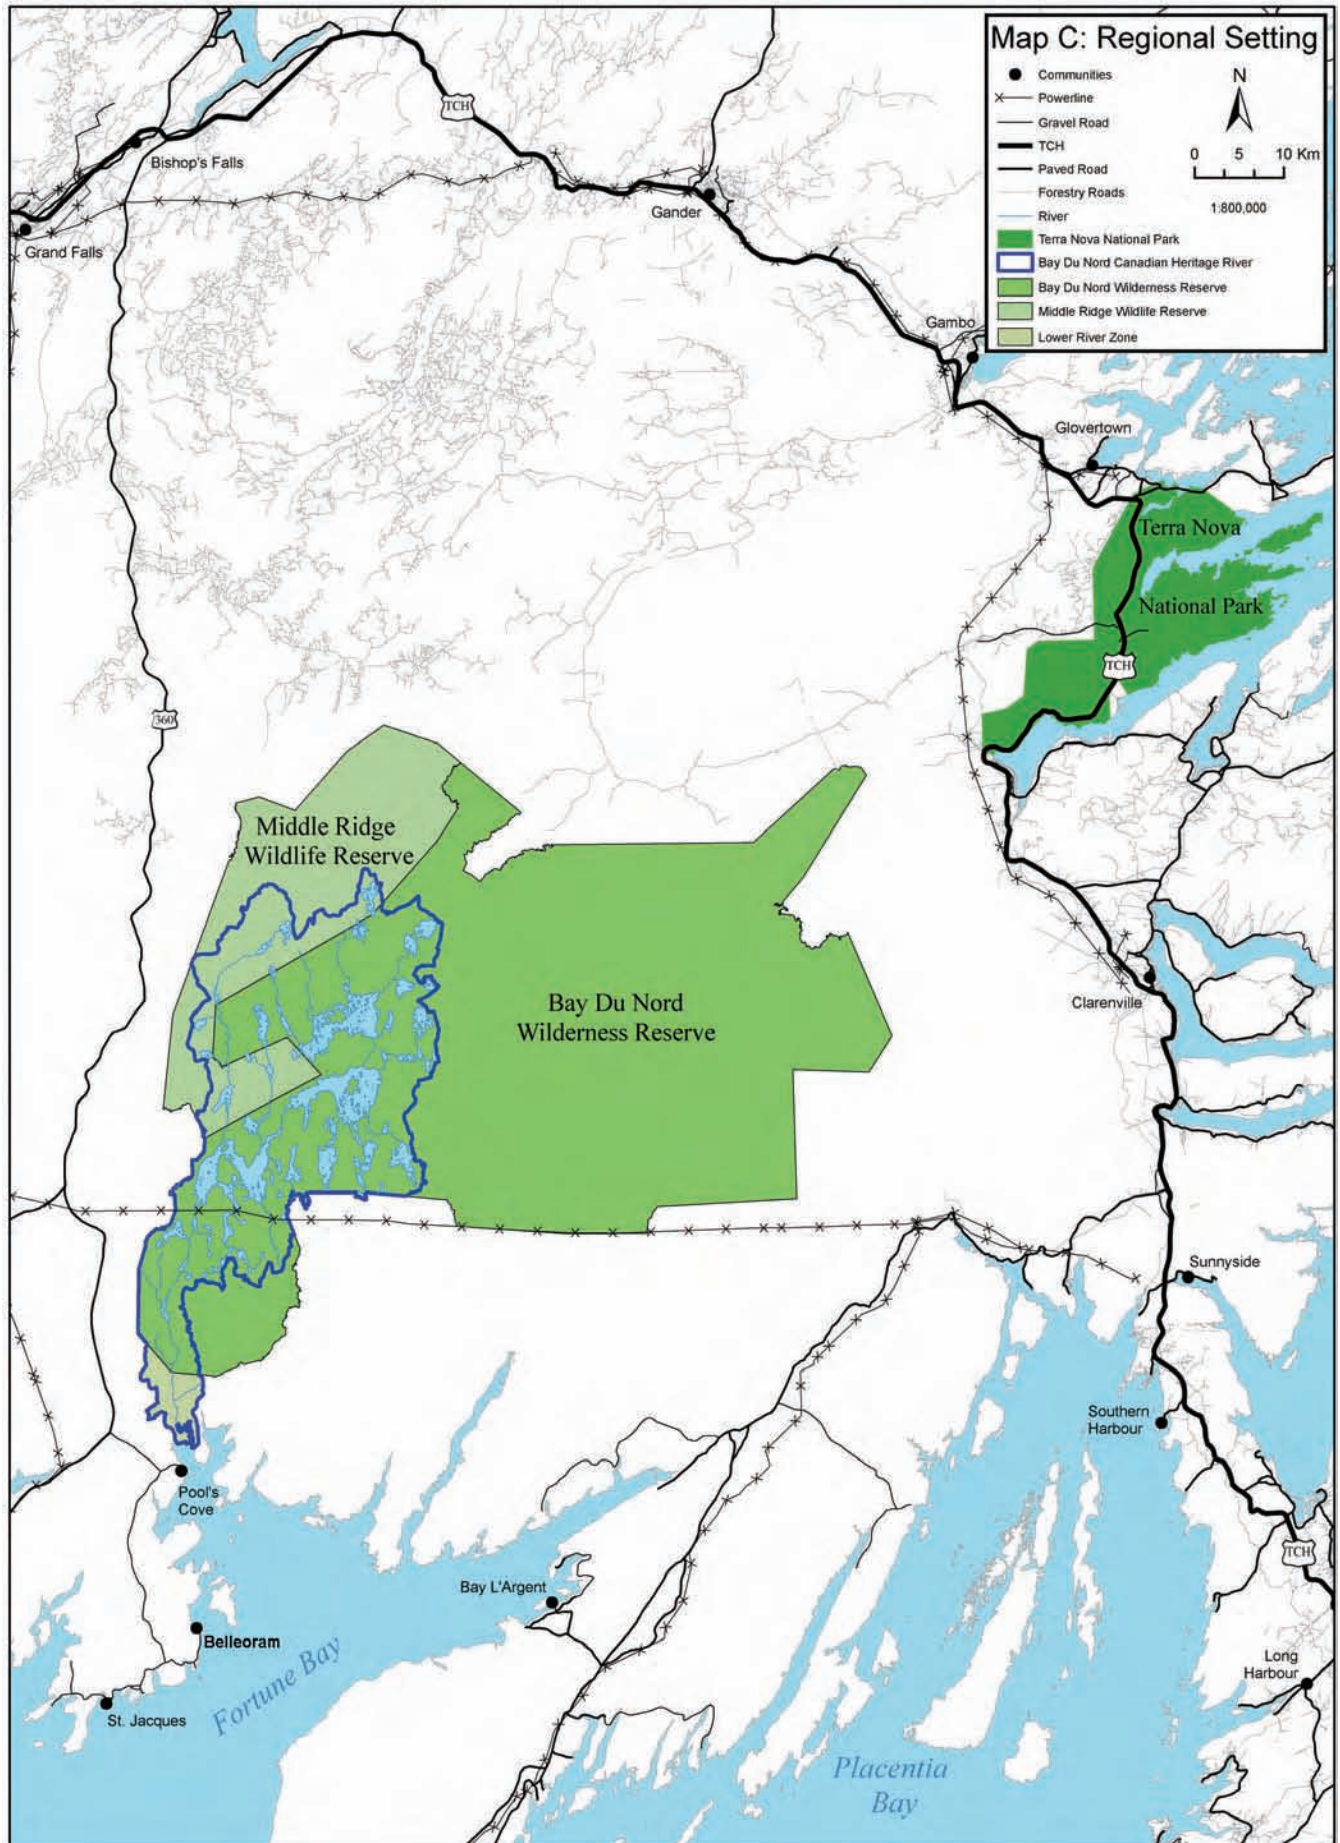 Map C: Regional Setting
Communities
Powerline
Gravel Road
TCH
Paved Road
Forestry Roads
River
Terra Nova National Park
Bay Du Nord Canadian Heritage River
Bay Du Nord Wilderness Reserve
Middle Ridge Wildlife Reserve
Lower River Zone
N
0 5 10 Km
1:800,000
TCH
Bishop's Falls
Grand Falls
Gander
Gambo
Glovertown
Terra Nova
National Park
TCH
360
Middle Ridge
Wildlife Reserve
Bay Du Nord
Wilderness Reserve
Clarenville
Sunnyside
Southern
Harbour
Pool's
Cove
TCH
Bay L'Argent
Belleoram
Fortune Bay
Long
Harbour
St. Jacques
Placentia
Bay